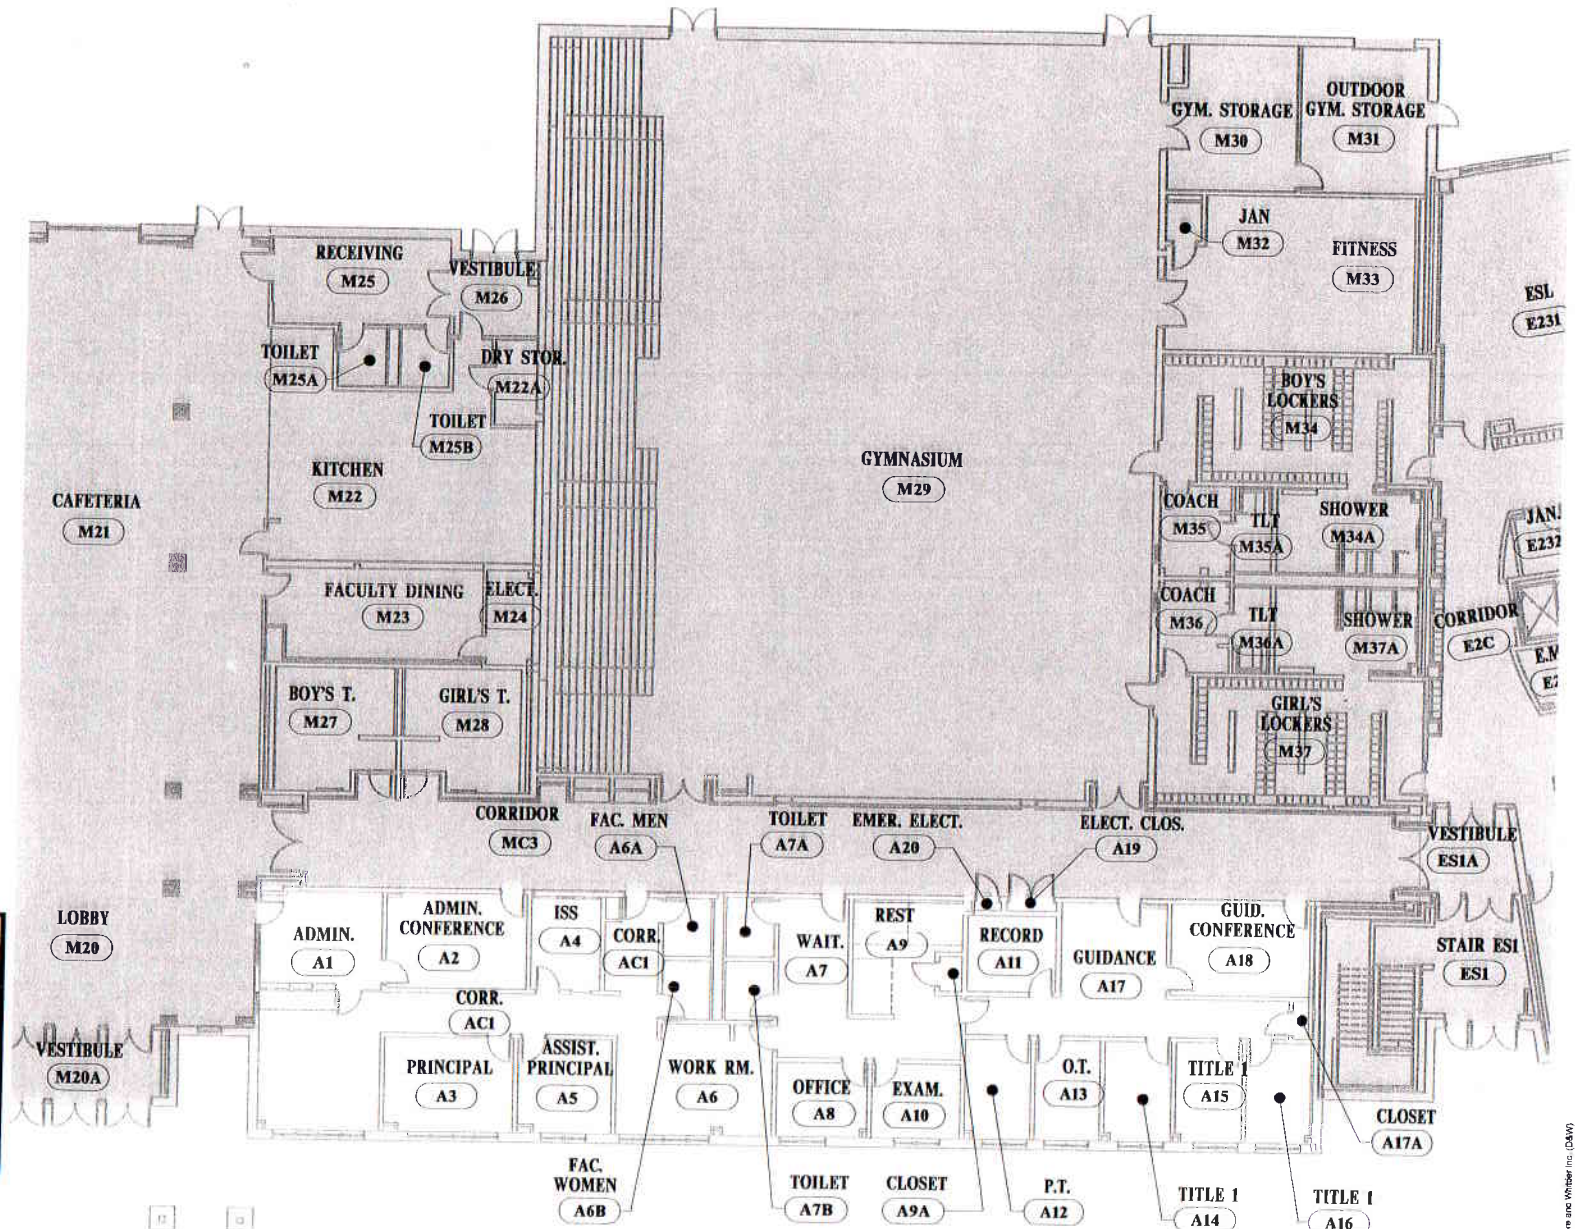 OUTDOOR
GYM. STORAGE
GYM. STORAGE
M30
M31
JAN
M32
FITNESS
M33
RECEIVING
M25
VESTIBULE
M26
ESL
E231
TOILET
M25A
DRY STOR.
M22A
TOILET
M25B
BOY'S
LOCKERS
M34
KITCHEN
M22
GYMNASIUM
M29
CAFETERIA
M21
COACH
M35
TLT
M35A
SHOWER
M34A
JAN.
E232
FACULTY DINING
M23
ELECT.
M24
COACH
M36
TLT
M36A
SHOWER
M37A
CORRIDOR
E2C
E.M
BOY'S T.
M27
GIRL'S T.
M28
GIRL'S
LOCKERS
M37
CORRIDOR
MC3
FAC. MEN
A6A
TOILET
A7A
EMER. ELECT.
A20
ELECT. CLOS.
A19
VESTIBULE
ES1A
LOBBY
M20
ADMIN.
A1
ADMIN.
CONFERENCE
A2
ISS
A4
CORR.
AC1
WAIT.
A7
REST
A9
RECORD
A11
GUIDANCE
A17
GUID.
CONFERENCE
A18
STAIR ES1
ES1
CORR.
AC1
VESTIBULE
M20A
PRINCIPAL
A3
ASSIST.
PRINCIPAL
A5
WORK RM.
A6
OFFICE
A8
EXAM.
A10
O.T.
A13
TITLE 1
A15
CLOSET
A17A
FAC.
WOMEN
A6B
TOILET
A7B
CLOSET
A9A
P.T.
A12
TITLE 1
A14
TITLE 1
A16
re and Whittier Inc. (D&W)